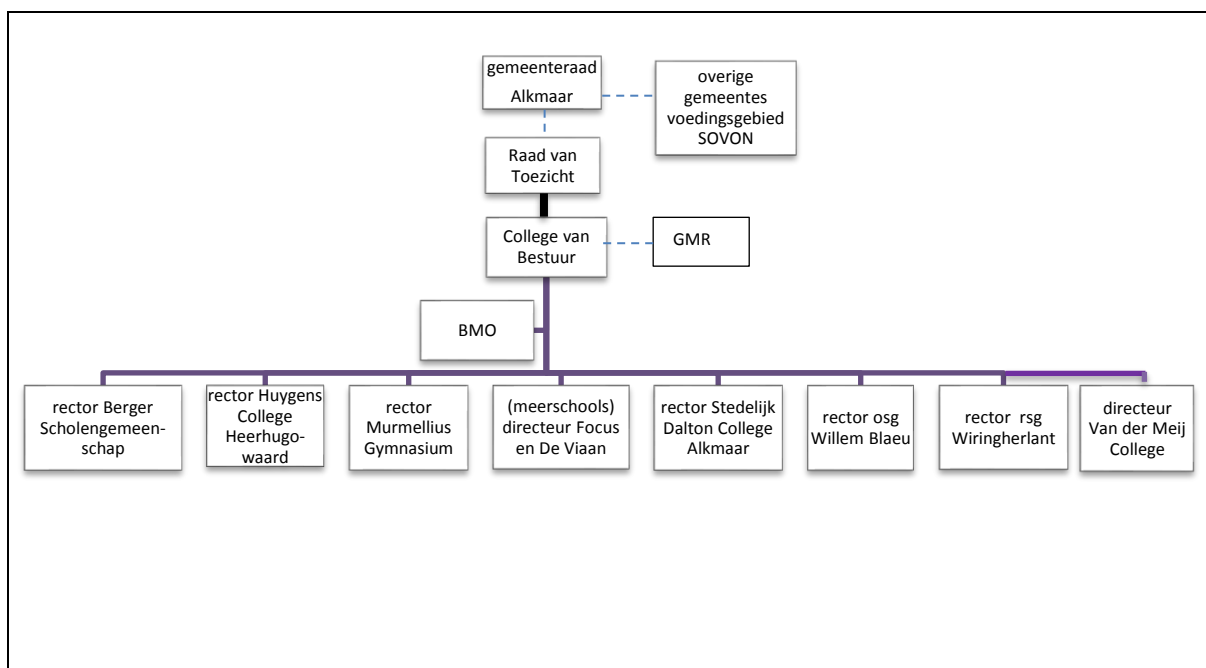 gemeenteraad
Alkmaar
overige
gemeentes
voedingsgebied
SOVON
Raad van
Toezicht
College van
Bestuur
GMR
BMO
rector Berger
Scholengemeen-
schap
rector Huygens
College
Heerhugo-
waard
rector
Murmellius
Gymnasium
(meerschools)
directeur Focus
en De Viaan
rector Stedelijk
Dalton College
Alkmaar
rector osg
Willem Blaeu
rector rsg
Wiringherlant
directeur
Van der Meij
College